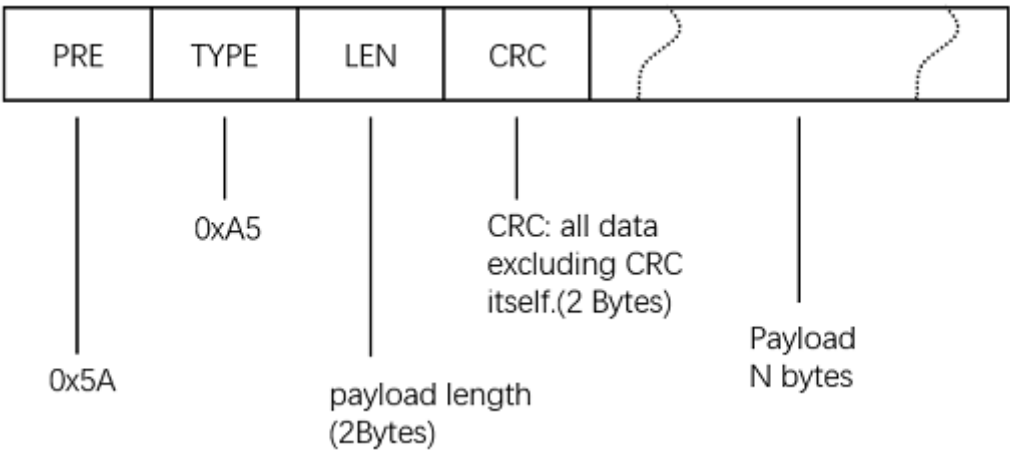 PRE TYPE LEN CRC
0xA5
CRC: all data
excluding CRC
itself.(2 Bytes)
Payload
N bytes
0x5A
payload length
(2Bytes)